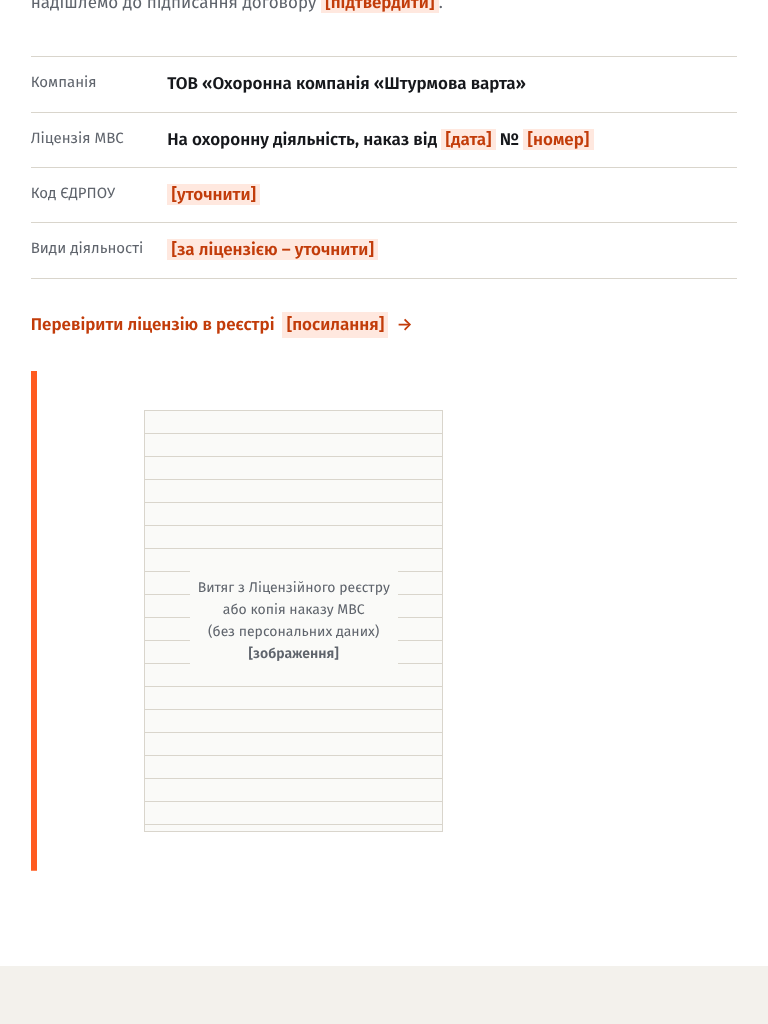 надішлемо до підписання договору [підтвердити].
Компанія ТОВ «Охоронна компанія «Штурмова варта»
Ліцензія МВС На охоронну діяльність, наказ від [дата] № [номер]
Код ЄДРПОУ [уточнити]
Види діяльності [за ліцензією – уточнити]
Перевірити ліцензію в реєстрі [посилання] →
Витяг з Ліцензійного реєстру
або копія наказу МВС
(без персональних даних)
[зображення]